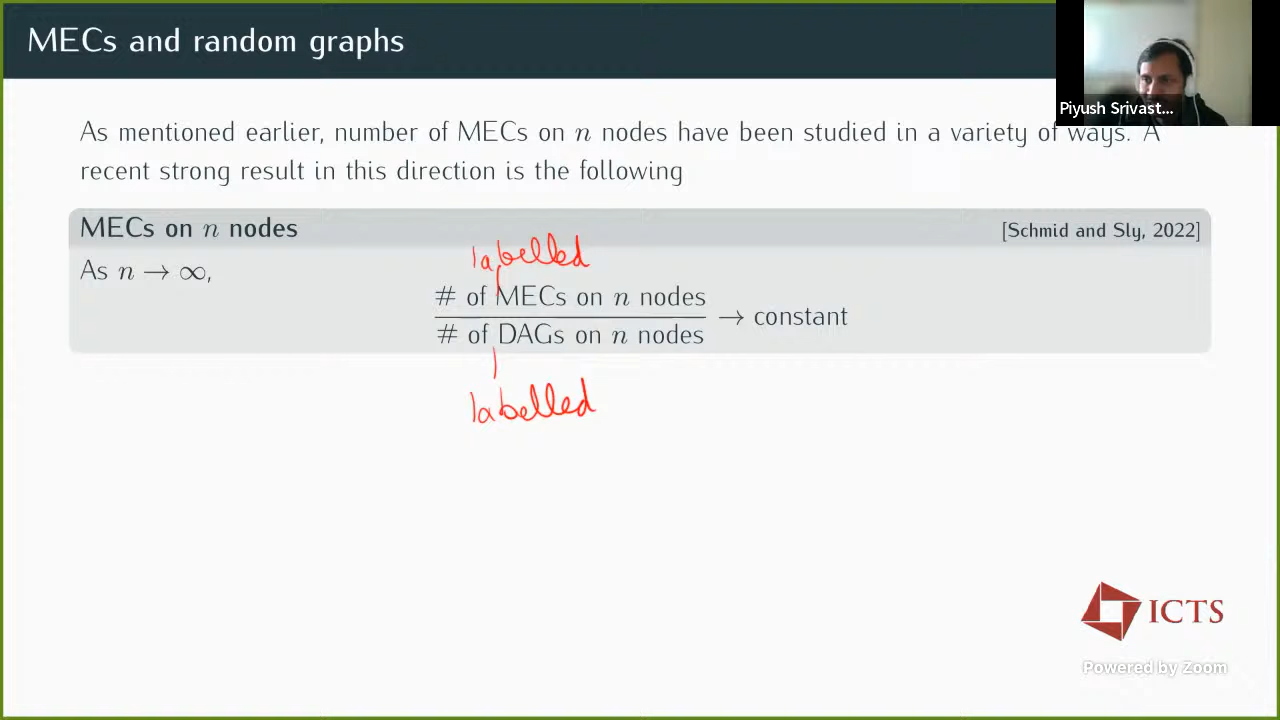 MECs and random graphs
Piyush Srivast...
As mentioned earlier, number of MECs on n nodes have been studied in a variety of ways. A
recent strong result in this direction is the following
MECs on n nodes [Schmid and Sly, 2022]
labelled
As n → ∞,
# of MECs on n nodes
# of DAGs on n nodes
→ constant
labelled
ICTS
Powered by Zoom